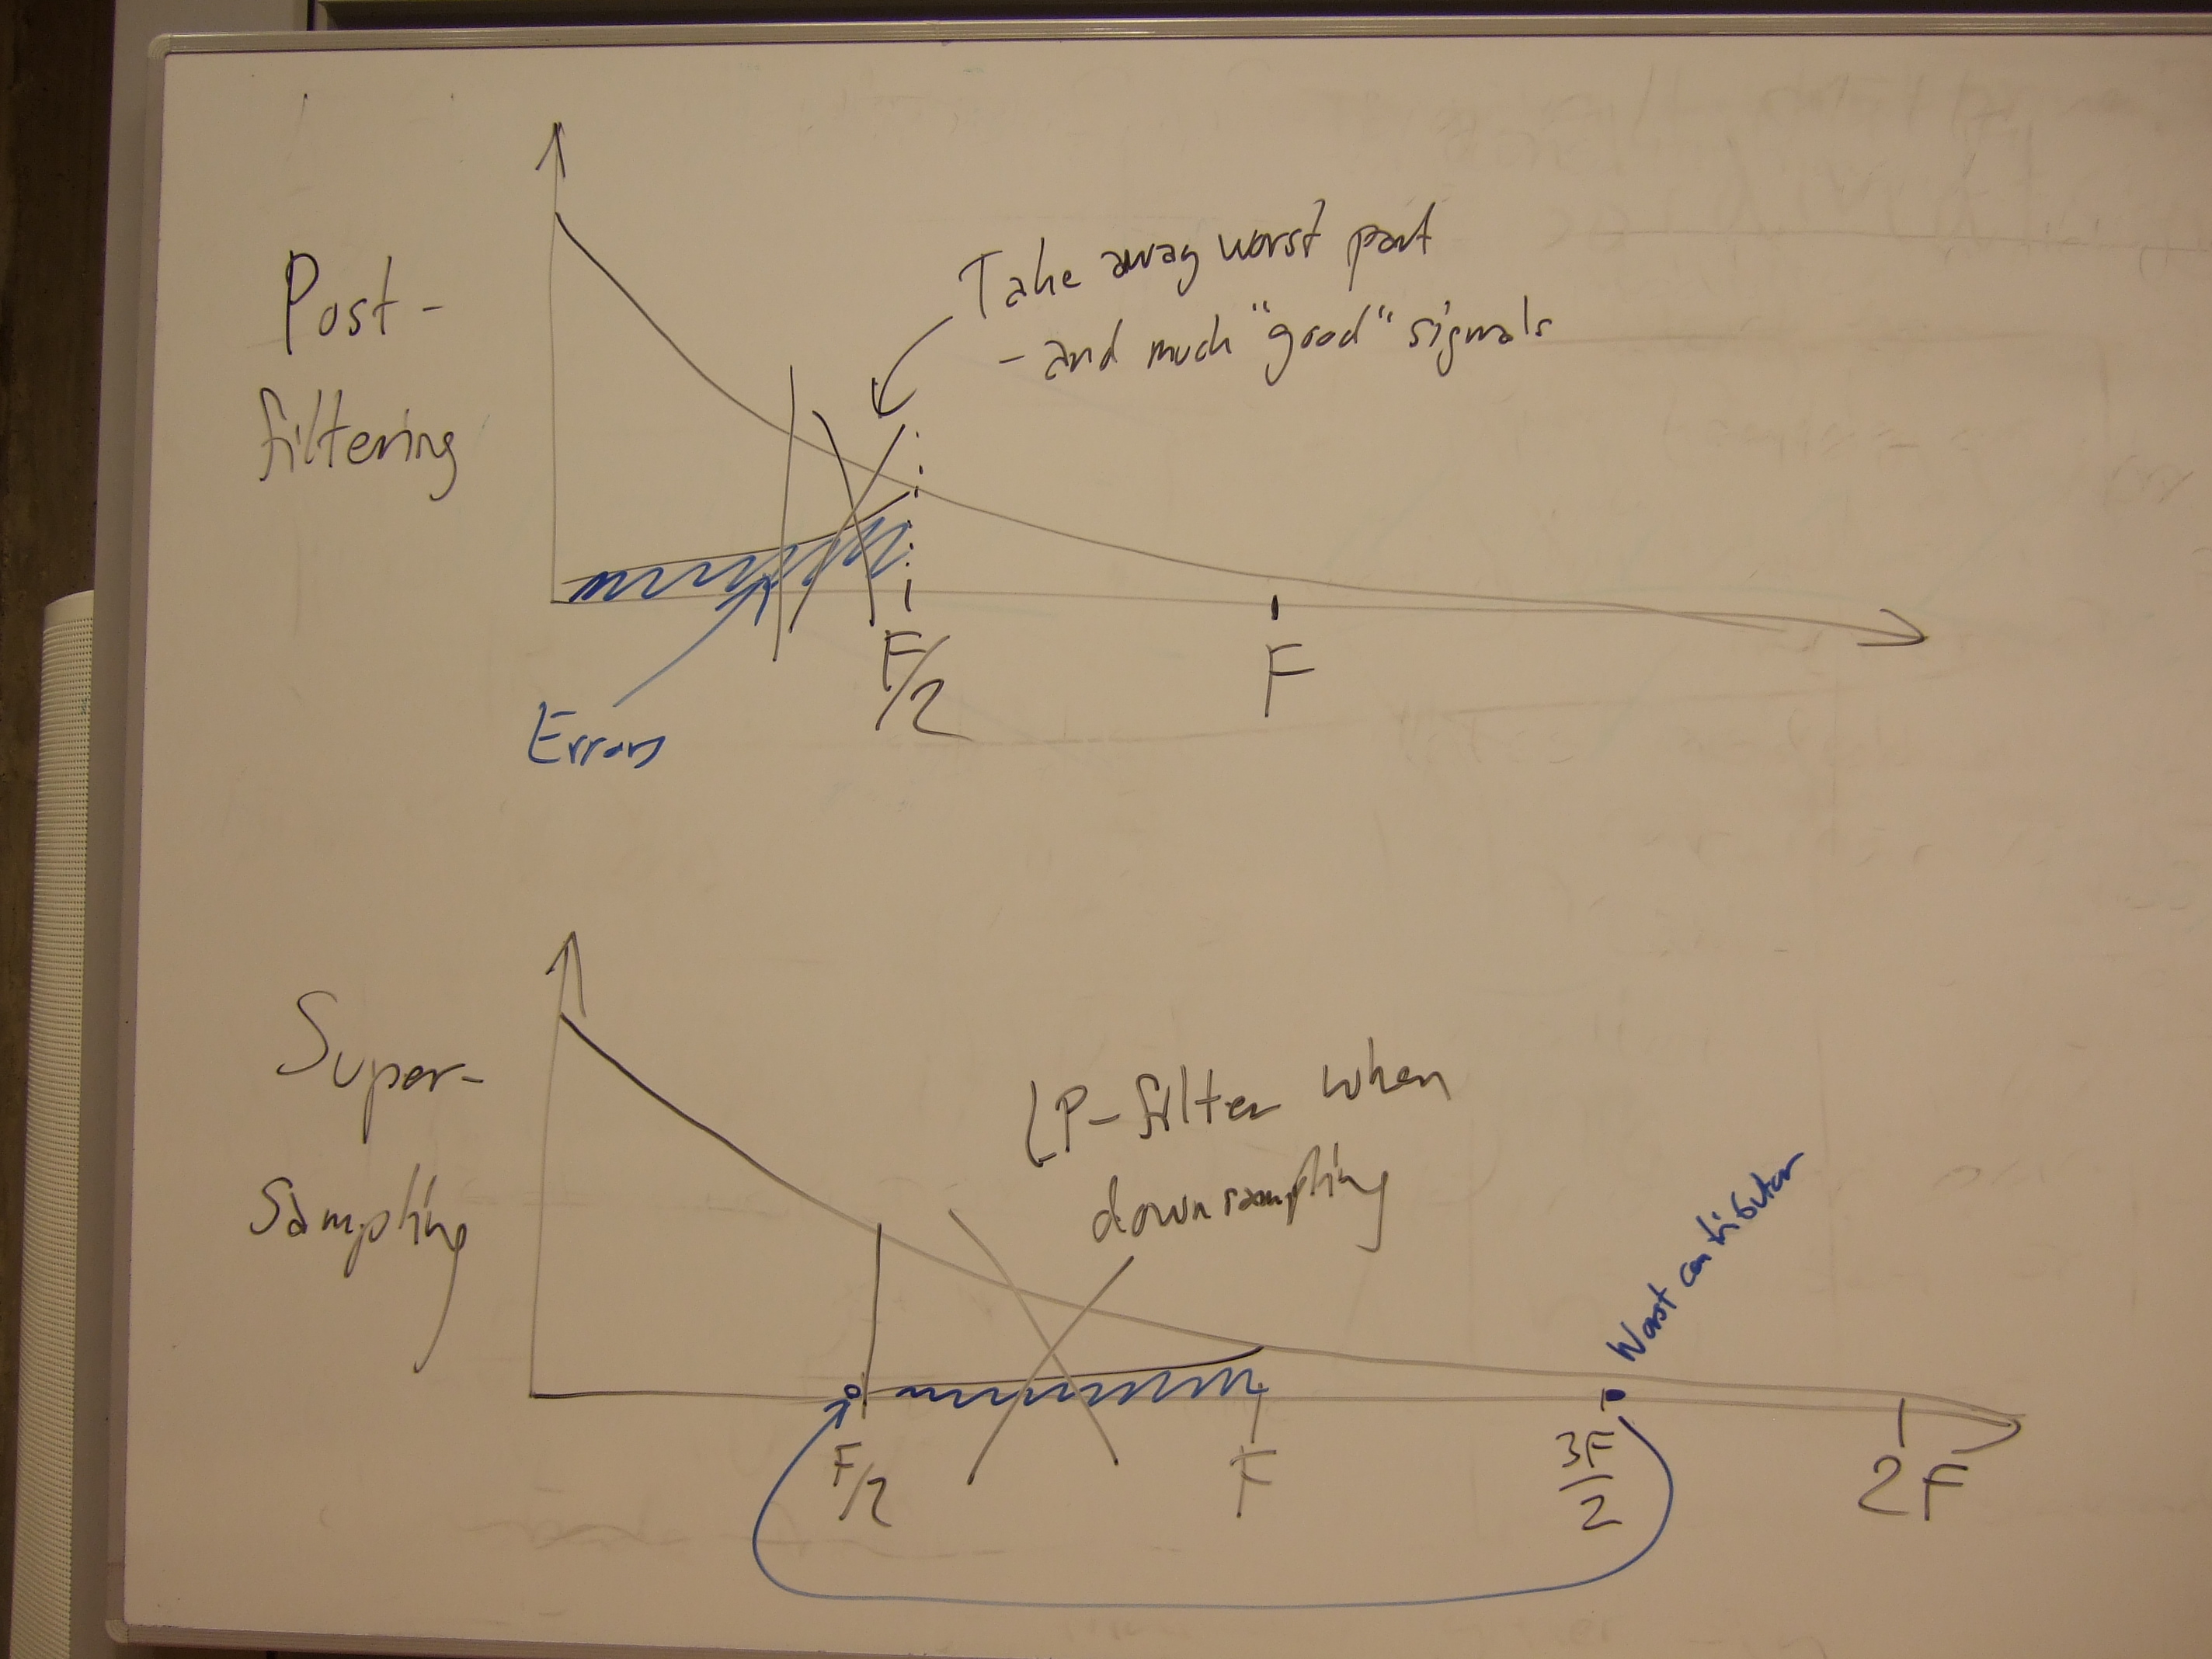 Post-
filtering
Take away worst part
- and much "good" signals
F/2
F
Errors
Super-
Sampling
LP-filter when
downsampling
Worst contributor
F/2
F
3F
2
2F